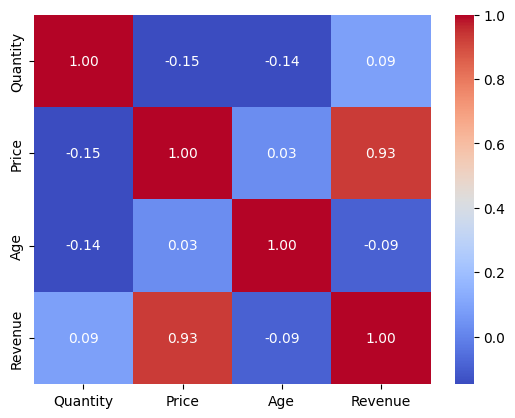 1.0
Quantity 1.00 -0.15 -0.14 0.09
0.8
Price -0.15 1.00 0.03 0.93
0.6
0.4
Age -0.14 0.03 1.00 -0.09
0.2
Revenue 0.09 0.93 -0.09 1.00
0.0
Quantity Price Age Revenue